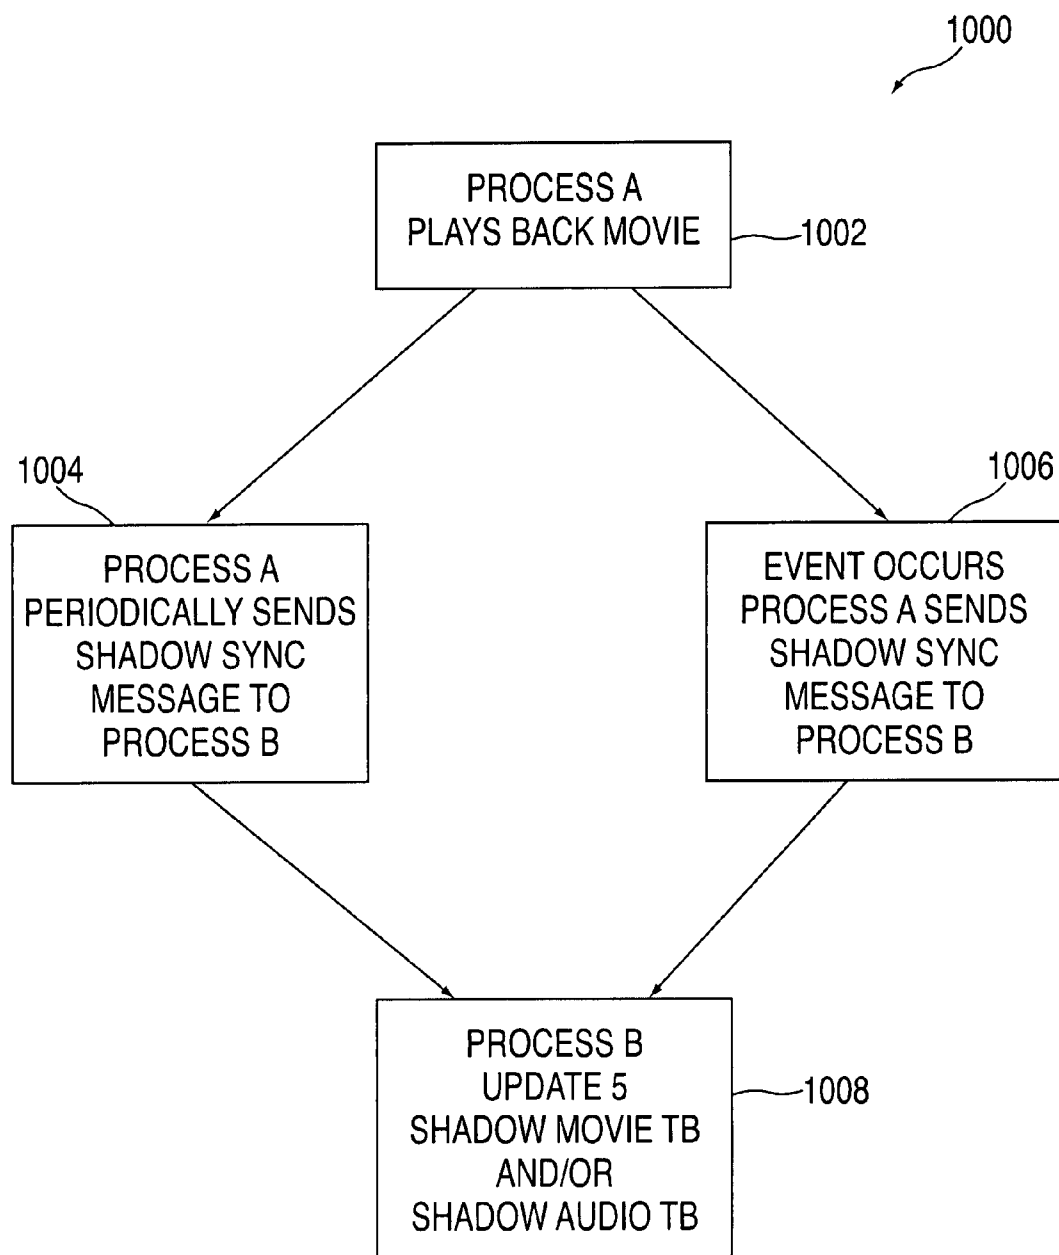 1000
PROCESS A
PLAYS BACK MOVIE
1002
1004
PROCESS A
PERIODICALLY SENDS
SHADOW SYNC
MESSAGE TO
PROCESS B
1006
EVENT OCCURS
PROCESS A SENDS
SHADOW SYNC
MESSAGE TO
PROCESS B
PROCESS B
UPDATE 5
SHADOW MOVIE TB
AND/OR
SHADOW AUDIO TB
1008